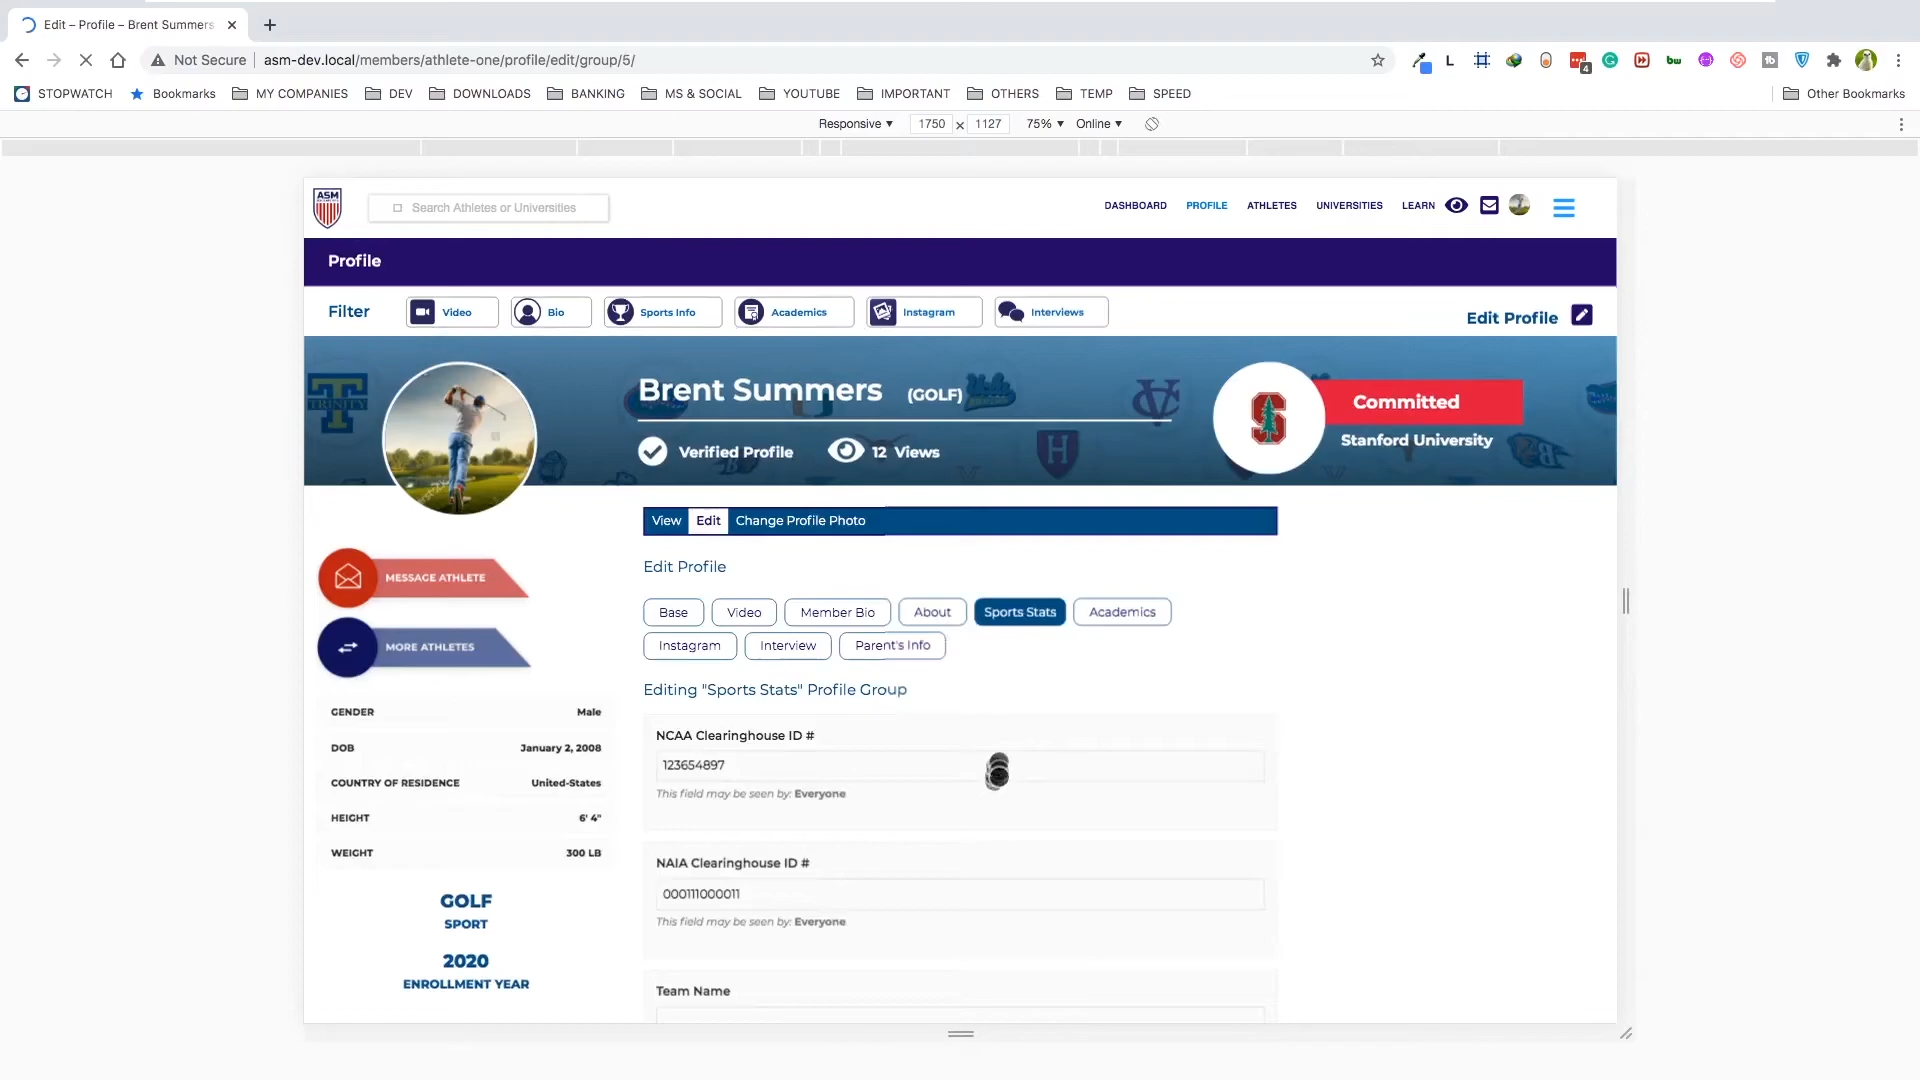 Edit – Profile – Brent Summers
Not Secure asm-dev.local/members/athlete-one/profile/edit/group/5/
L 4 bw tb
STOPWATCH Bookmarks MY COMPANIES DEV DOWNLOADS BANKING MS & SOCIAL YOUTUBE IMPORTANT OTHERS TEMP SPEED Other Bookmarks
Responsive ▼ 1750 x 1127 75% ▼ Online ▼
ASM
Search Athletes or Universities
DASHBOARD PROFILE ATHLETES UNIVERSITIES LEARN
Profile
Filter Video Bio Sports Info Academics Instagram Interviews Edit Profile
TRINITY
Brent Summers (GOLF)
Verified Profile 12 Views
Committed
Stanford University
View Edit Change Profile Photo
Edit Profile
Base Video Member Bio About Sports Stats Academics
Instagram Interview Parent's Info
Editing "Sports Stats" Profile Group
MESSAGE ATHLETE
MORE ATHLETES
GENDER Male
DOB January 2, 2008
COUNTRY OF RESIDENCE United-States
HEIGHT 6' 4"
WEIGHT 300 LB
GOLF
SPORT
2020
ENROLLMENT YEAR
NCAA Clearinghouse ID #
123654897
This field may be seen by: Everyone
NAIA Clearinghouse ID #
000111000011
This field may be seen by: Everyone
Team Name